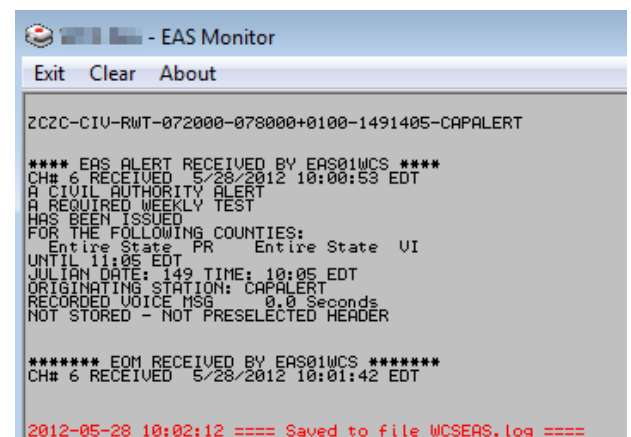 - EAS Monitor
Exit Clear About
ZCZC-CIV-RWT-072000-078000+0100-1491405-CAPALERT
**** EAS ALERT RECEIVED BY EAS01WCS ****
CH# 6 RECEIVED 5/28/2012 10:00:53 EDT
A CIVIL AUTHORITY ALERT
A REQUIRED WEEKLY TEST
HAS BEEN ISSUED
FOR THE FOLLOWING COUNTIES:
Entire State PR Entire State VI
UNTIL 11:05 EDT
JULIAN DATE: 149 TIME: 10:05 EDT
ORIGINATING STATION: CAPALERT
RECORDED VOICE MSG 0.0 Seconds
NOT STORED - NOT PRESELECTED HEADER
******* EOM RECEIVED BY EAS01WCS *******
CH# 6 RECEIVED 5/28/2012 10:01:42 EDT
2012-05-28 10:02:12 ==== Saved to file WCSEAS.log ====